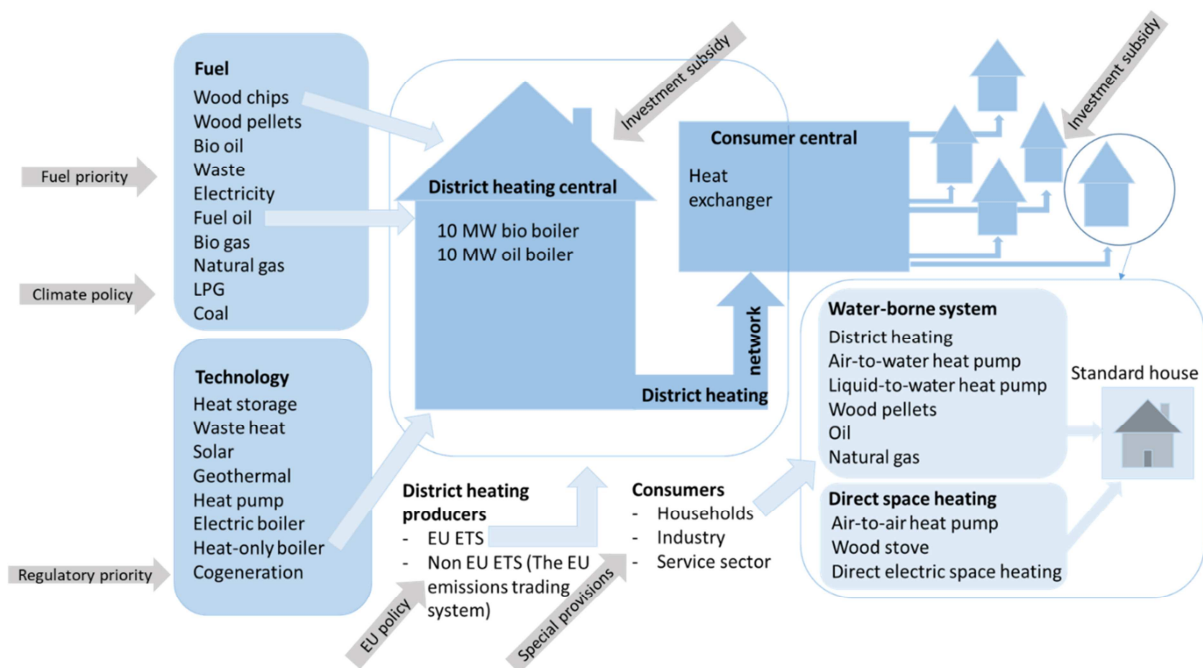 Fuel
Wood chips
Wood pellets
Bio oil
Waste
Electricity
Fuel oil
Bio gas
Natural gas
LPG
Coal
Fuel priority
Climate policy
Technology
Heat storage
Waste heat
Solar
Geothermal
Heat pump
Electric boiler
Heat-only boiler
Cogeneration
Regulatory priority
Investment subsidy
District heating central
10 MW bio boiler
10 MW oil boiler
District heating
network
Consumer central
Heat
exchanger
Investment subsidy
District heating
producers
- EU ETS
- Non EU ETS (The EU
emissions trading
system)
EU policy
Consumers
- Households
- Industry
- Service sector
Special provisions
Water-borne system
District heating
Air-to-water heat pump
Liquid-to-water heat pump
Wood pellets
Oil
Natural gas
Direct space heating
Air-to-air heat pump
Wood stove
Direct electric space heating
Standard house